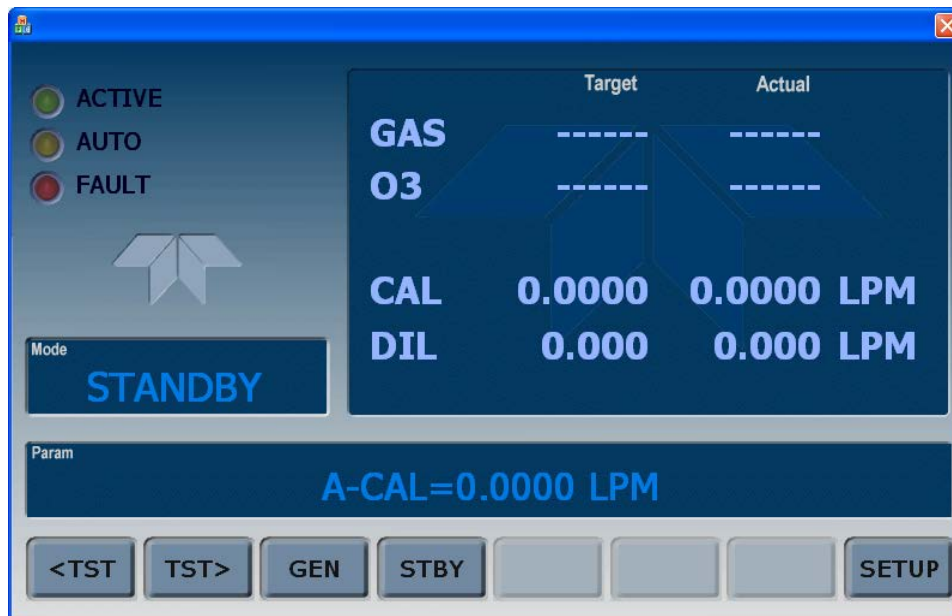 ACTIVE
AUTO
FAULT
Target Actual
GAS ------ ------
O3 ------ ------
CAL 0.0000 0.0000 LPM
DIL 0.000 0.000 LPM
Mode
STANDBY
Param
A-CAL=0.0000 LPM
<TST TST> GEN STBY SETUP